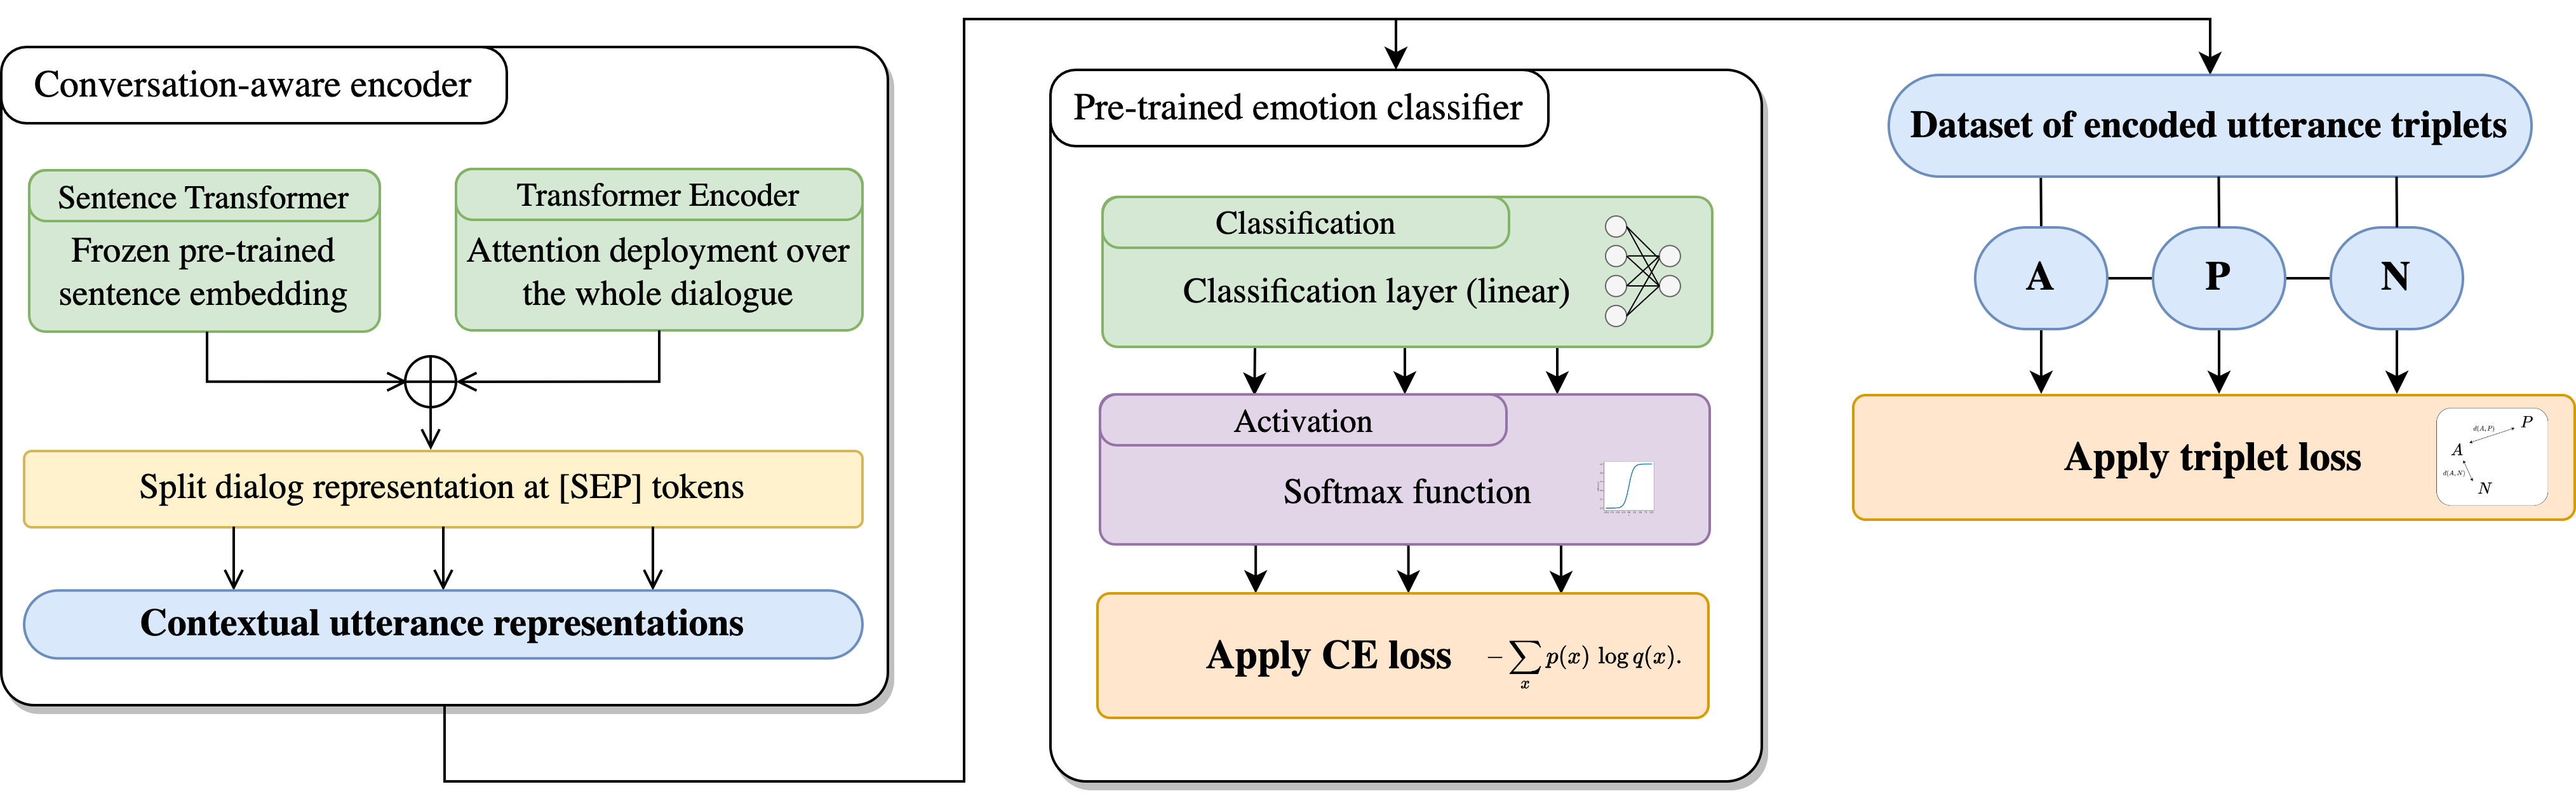 Conversation-aware encoder
Sentence Transformer
Frozen pre-trained
sentence embedding
Transformer Encoder
Attention deployment over
the whole dialogue
Split dialog representation at [SEP] tokens
Contextual utterance representations
Pre-trained emotion classifier
Classification
Classification layer (linear)
Activation
Softmax function
Apply CE loss
− ∑ₓ p(x) log q(x).
Dataset of encoded utterance triplets
A
P
N
Apply triplet loss
P
d(A, P)
A
d(A, N)
N